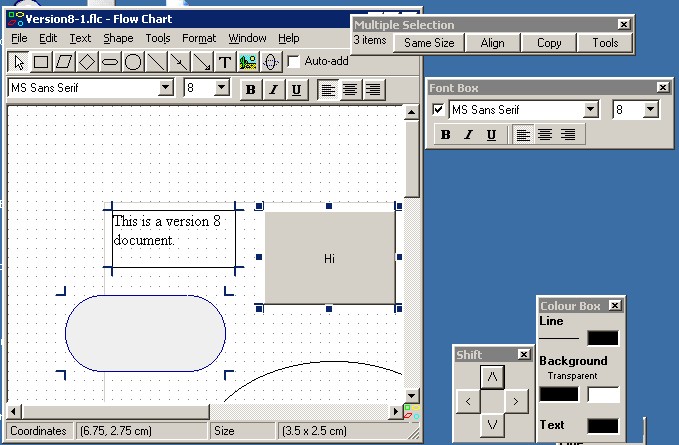 Version8-1.flc - Flow Chart
File Edit Text Shape Tools Format Window Help
T Auto-add
MS Sans Serif 8 B I U
This is a version 8
document.
Hi
Coordinates (6.75, 2.75 cm) Size (3.5 x 2.5 cm)
Multiple Selection
3 items Same Size Align Copy Tools
Font Box
MS Sans Serif 8
B I U
Shift
Colour Box
Line
Background
Transparent
Text